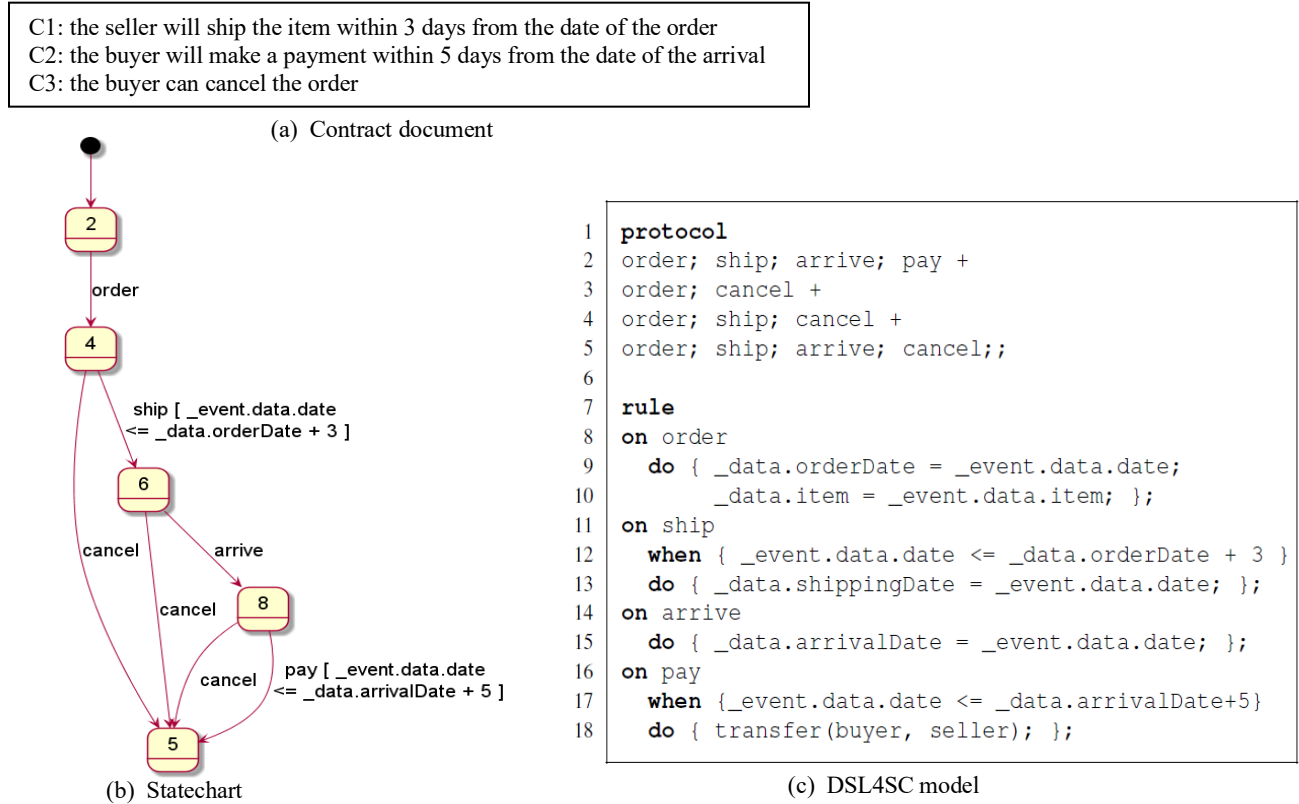 C1: the seller will ship the item within 3 days from the date of the order
C2: the buyer will make a payment within 5 days from the date of the arrival
C3: the buyer can cancel the order
(a) Contract document
2
order
4
ship [ _event.data.date
<= _data.orderDate + 3 ]
6
cancel
arrive
cancel
8
cancel
pay [ _event.data.date
<= _data.arrivalDate + 5 ]
5
(b) Statechart
1 protocol
2 order; ship; arrive; pay +
3 order; cancel +
4 order; ship; cancel +
5 order; ship; arrive; cancel;;
6
7 rule
8 on order
9 do { _data.orderDate = _event.data.date;
10 _data.item = _event.data.item; };
11 on ship
12 when { _event.data.date <= _data.orderDate + 3 }
13 do { _data.shippingDate = _event.data.date; };
14 on arrive
15 do { _data.arrivalDate = _event.data.date; };
16 on pay
17 when {_event.data.date <= _data.arrivalDate+5}
18 do { transfer(buyer, seller); };
(c) DSL4SC model